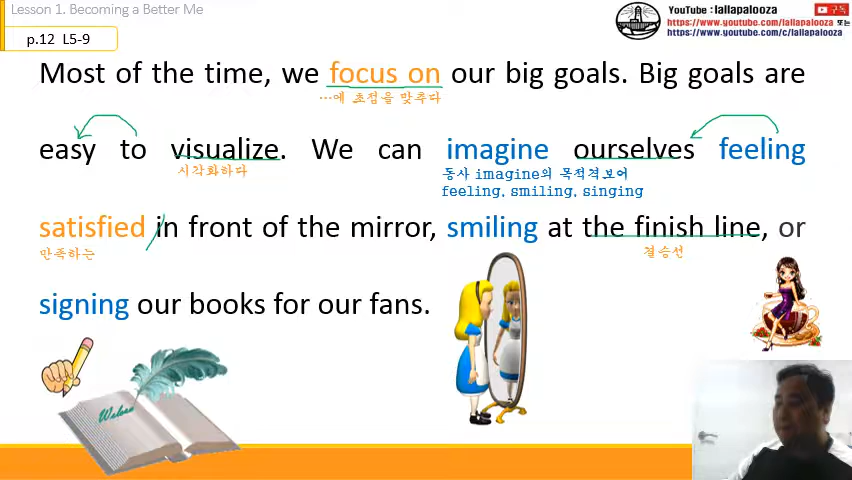 Lesson 1. Becoming a Better Me
p.12 L5-9
YouTube : lallapalooza
구독
https://www.youtube.com/lallapalooza 또는
https://www.youtube.com/c/lallapalooza
Most of the time, we focus on our big goals. Big goals are
…에 초점을 맞추다
easy to visualize. We can imagine ourselves feeling
시각화하다
동사 imagine의 목적격보어
feeling, smiling, singing
satisfied in front of the mirror, smiling at the finish line, or
만족하는
결승선
signing our books for our fans.